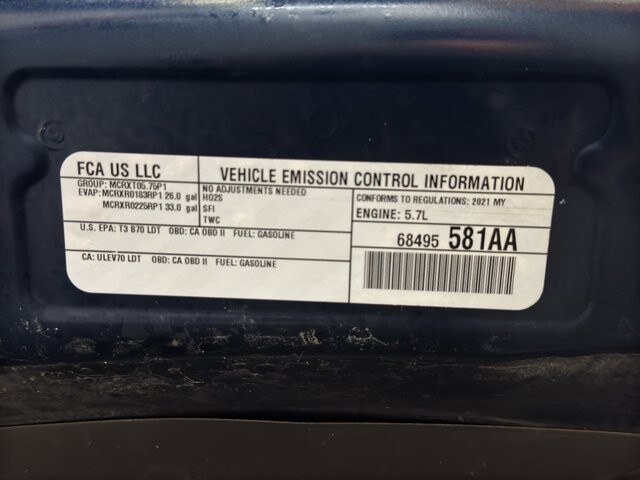 FCA US LLC
GROUP: MCRXT05.75P1
EVAP: MCRXR0183RP1 26.0 gal
MCRXR0225RP1 33.0 gal
VEHICLE EMISSION CONTROL INFORMATION
NO ADJUSTMENTS NEEDED
HO2S
SFI
TWC
CONFORMS TO REGULATIONS: 2021 MY
ENGINE: 5.7L
U.S. EPA: T3 B70 LDT OBD: CA OBD II FUEL: GASOLINE
CA: ULEV70 LDT OBD: CA OBD II FUEL: GASOLINE
68495 581AA